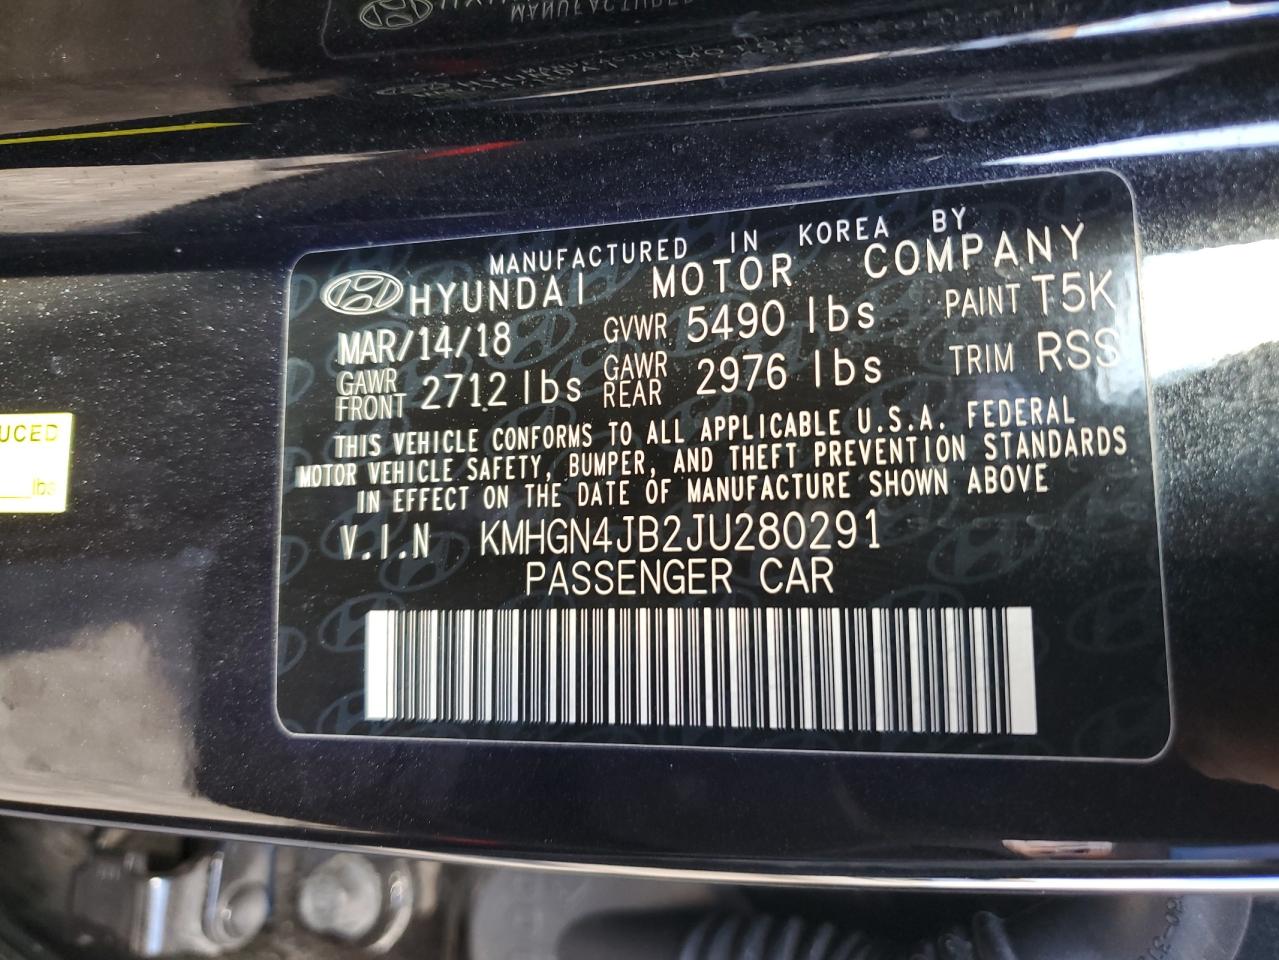 MANUFACTURED IN KOREA BY
HYUNDAI MOTOR COMPANY
MAR/14/18 GVWR 5490 lbs PAINT T5K
GAWR FRONT 2712 lbs GAWR REAR 2976 lbs TRIM RSS
THIS VEHICLE CONFORMS TO ALL APPLICABLE U.S.A. FEDERAL
MOTOR VEHICLE SAFETY, BUMPER, AND THEFT PREVENTION STANDARDS
IN EFFECT ON THE DATE OF MANUFACTURE SHOWN ABOVE
V.I.N KMHGN4JB2JU280291
PASSENGER CAR
UCED
lbs